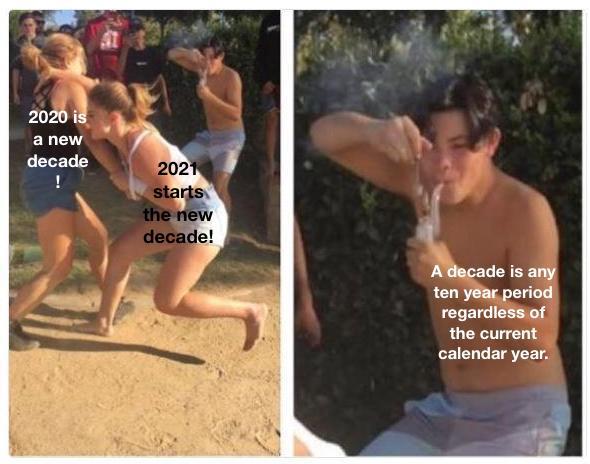 2020 is
a new
decade
!
2021
starts
the new
decade!
A decade is any
ten year period
regardless of
the current
calendar year.